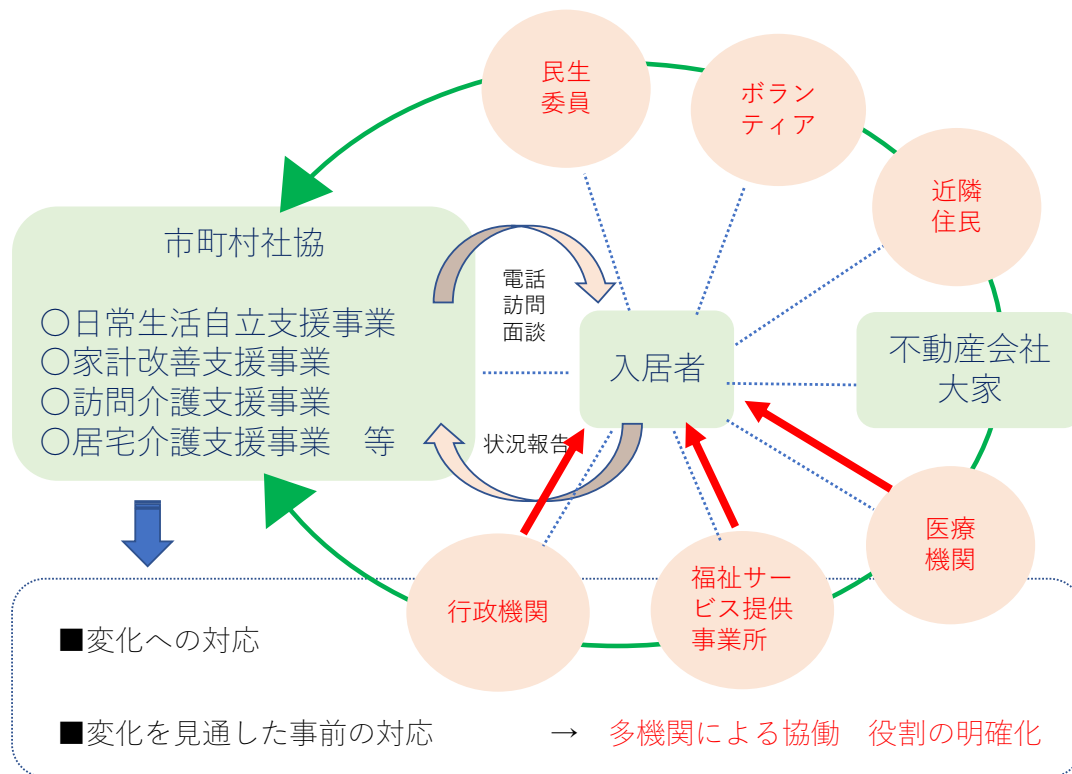 民生
委員
ボラン
ティア
近隣
住民
市町村社協
〇日常生活自立支援事業
〇家計改善支援事業
〇訪問介護支援事業
〇居宅介護支援事業　等
電話
訪問
面談
入居者
不動産会社
大家
状況報告
医療
機関
福祉サー
ビス提供
事業所
行政機関
■変化への対応
■変化を見通した事前の対応　→　多機関による協働　役割の明確化